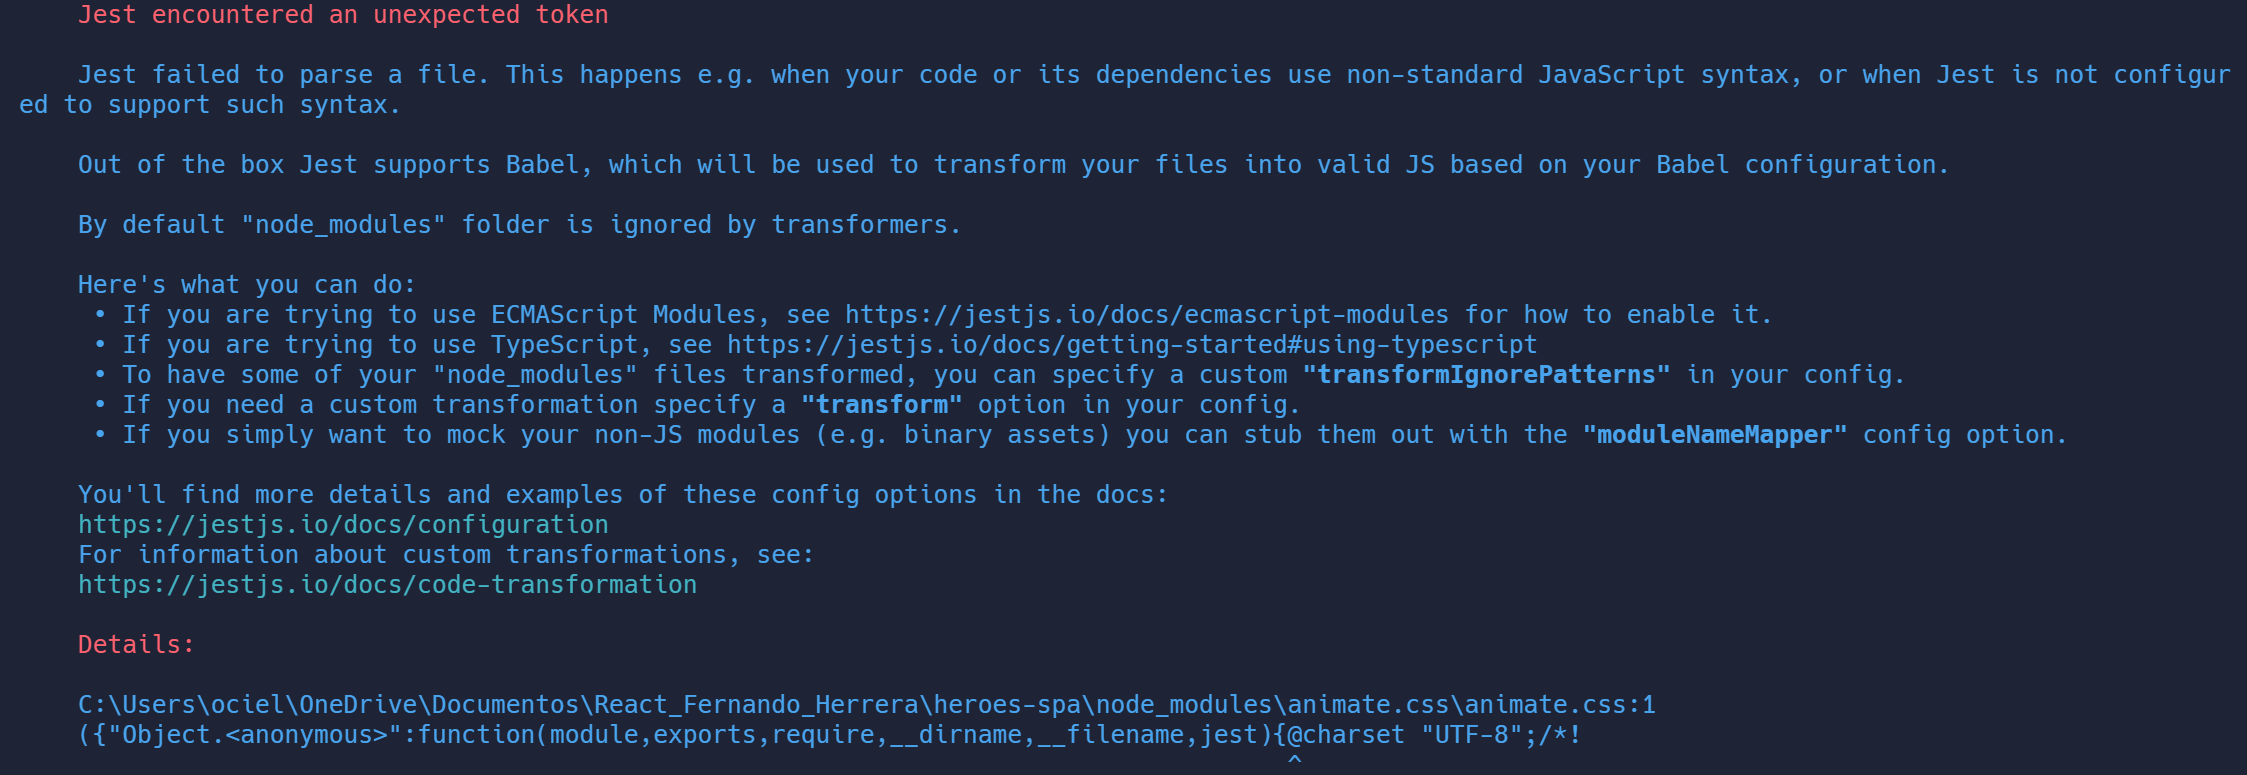 Jest encountered an unexpected token
Jest failed to parse a file. This happens e.g. when your code or its dependencies use non-standard JavaScript syntax, or when Jest is not configur
ed to support such syntax.
Out of the box Jest supports Babel, which will be used to transform your files into valid JS based on your Babel configuration.
By default "node_modules" folder is ignored by transformers.
Here's what you can do:
• If you are trying to use ECMAScript Modules, see https://jestjs.io/docs/ecmascript-modules for how to enable it.
• If you are trying to use TypeScript, see https://jestjs.io/docs/getting-started#using-typescript
• To have some of your "node_modules" files transformed, you can specify a custom "transformIgnorePatterns" in your config.
• If you need a custom transformation specify a "transform" option in your config.
• If you simply want to mock your non-JS modules (e.g. binary assets) you can stub them out with the "moduleNameMapper" config option.
You'll find more details and examples of these config options in the docs:
https://jestjs.io/docs/configuration
For information about custom transformations, see:
https://jestjs.io/docs/code-transformation
Details:
C:\Users\ociel\OneDrive\Documentos\React_Fernando_Herrera\heroes-spa\node_modules\animate.css\animate.css:1
({"Object.<anonymous>":function(module,exports,require,__dirname,__filename,jest){@charset "UTF-8";/*!
^